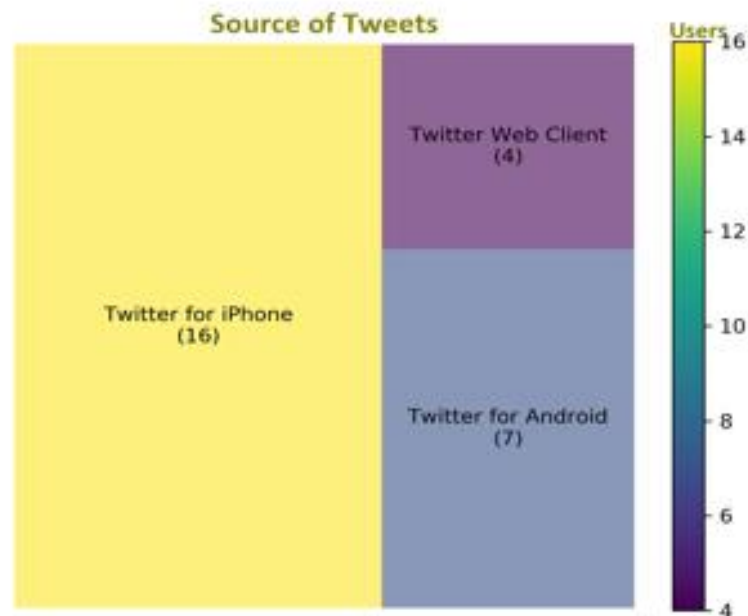 Source of Tweets
Users
Twitter Web Client
(4)
Twitter for iPhone
(16)
Twitter for Android
(7)
16
14
12
10
8
6
4